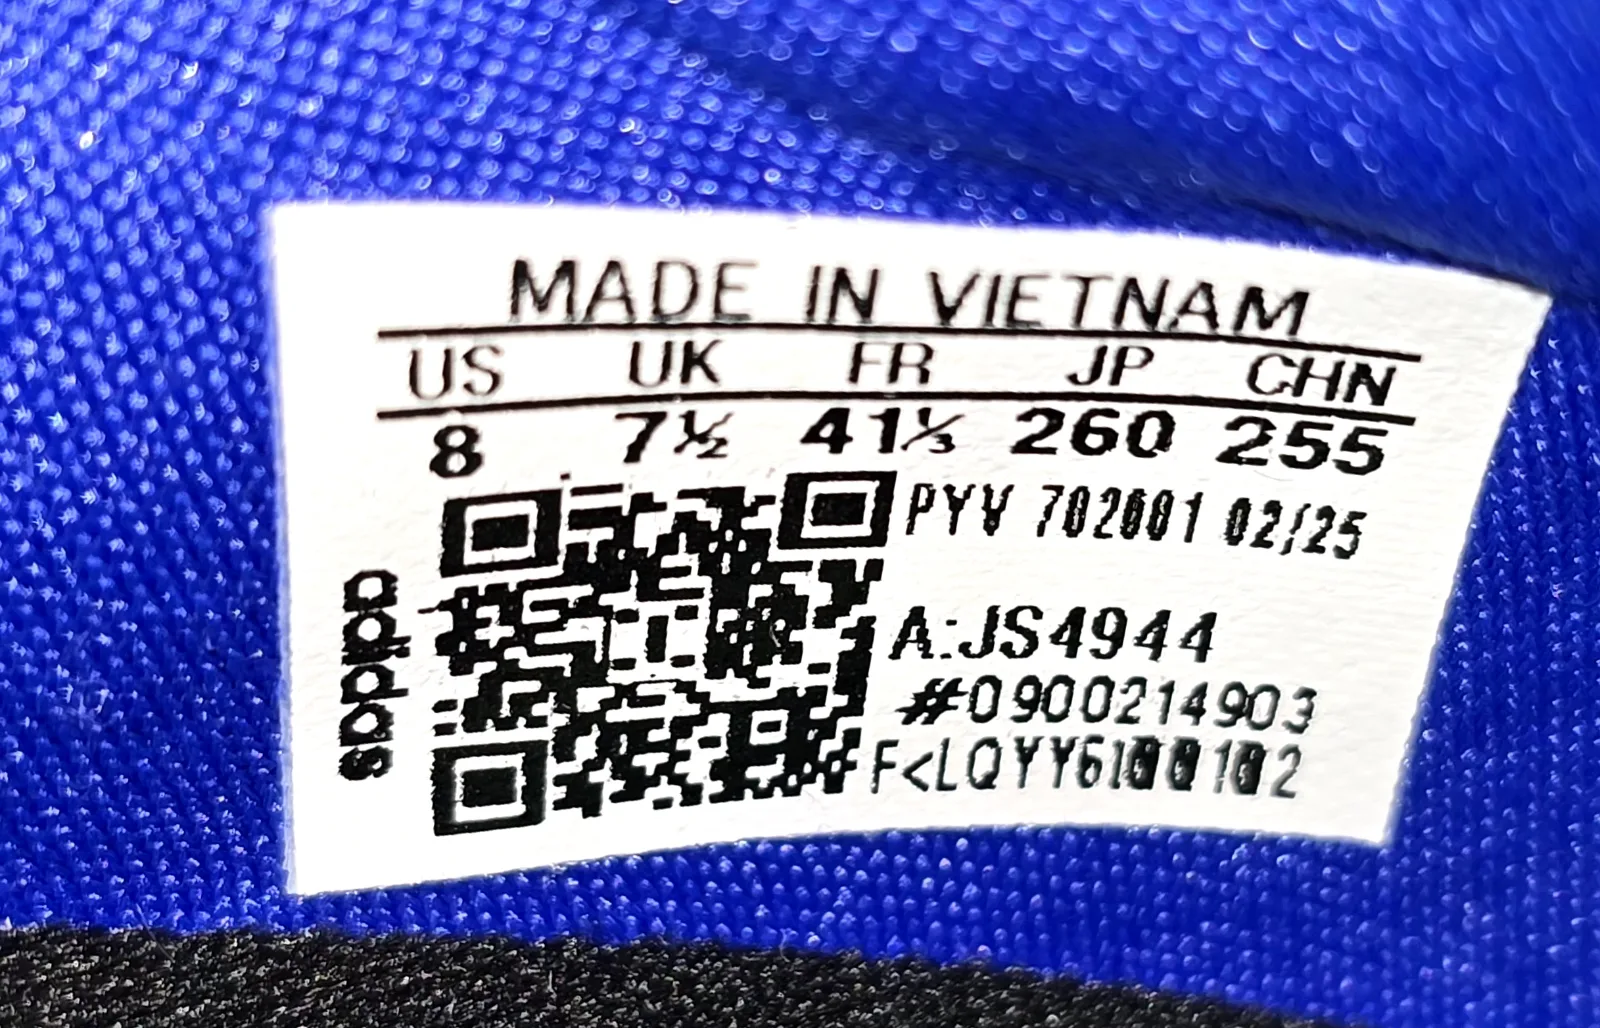 MADE IN VIETNAM
US UK FR JP CHN
8 7½ 41⅓ 260 255
PYV 702001 02/25
A:JS4944
#0900214903
adidas